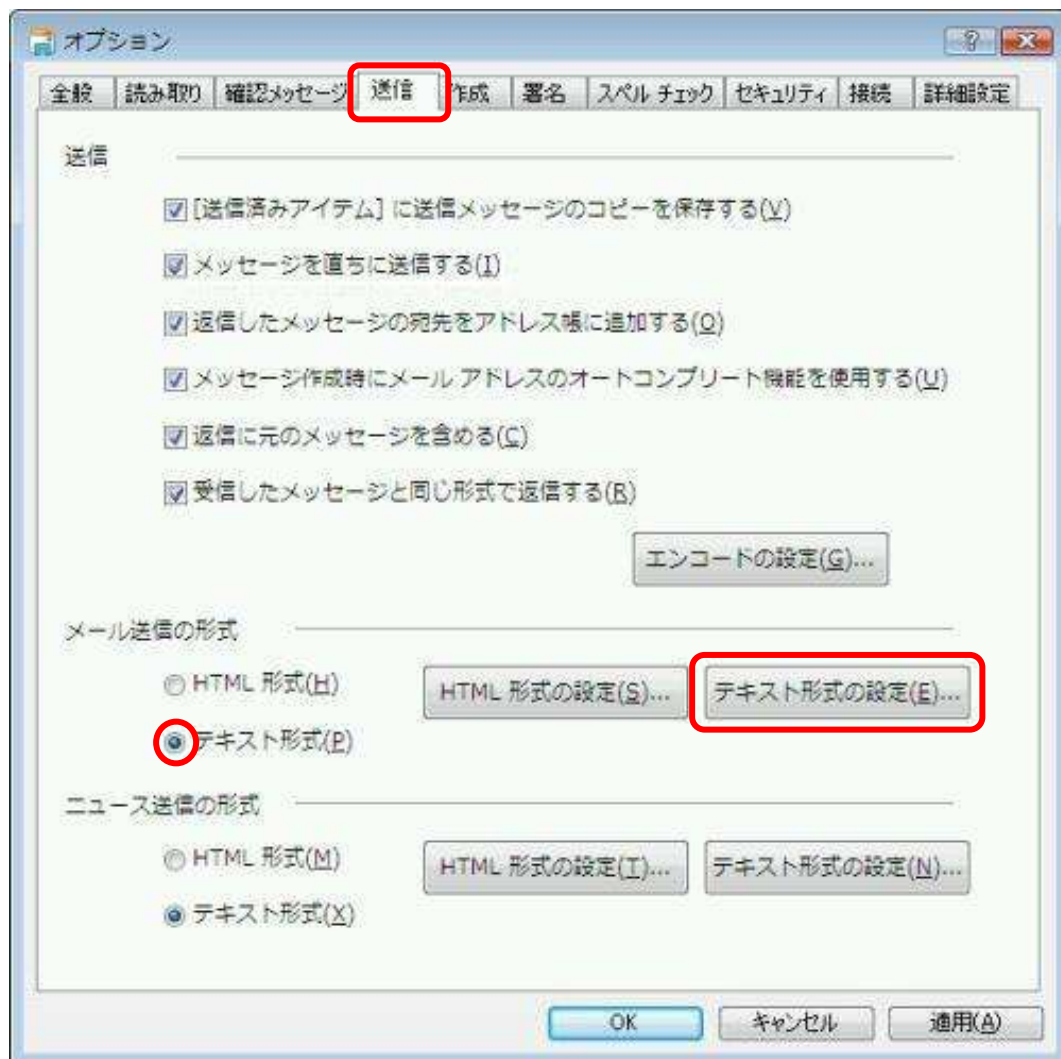 オプション
全般 読み取り 確認メッセージ 送信 作成 署名 スペル チェック セキュリティ 接続 詳細設定
送信
[送信済みアイテム] に送信メッセージのコピーを保存する(V)
メッセージを直ちに送信する(I)
返信したメッセージの宛先をアドレス帳に追加する(O)
メッセージ作成時にメール アドレスのオートコンプリート機能を使用する(U)
返信に元のメッセージを含める(C)
受信したメッセージと同じ形式で返信する(R)
エンコードの設定(G)...
メール送信の形式
HTML 形式(H) HTML 形式の設定(S)... テキスト形式の設定(E)...
テキスト形式(P)
ニュース送信の形式
HTML 形式(M) HTML 形式の設定(T)... テキスト形式の設定(N)...
テキスト形式(X)
OK キャンセル 適用(A)